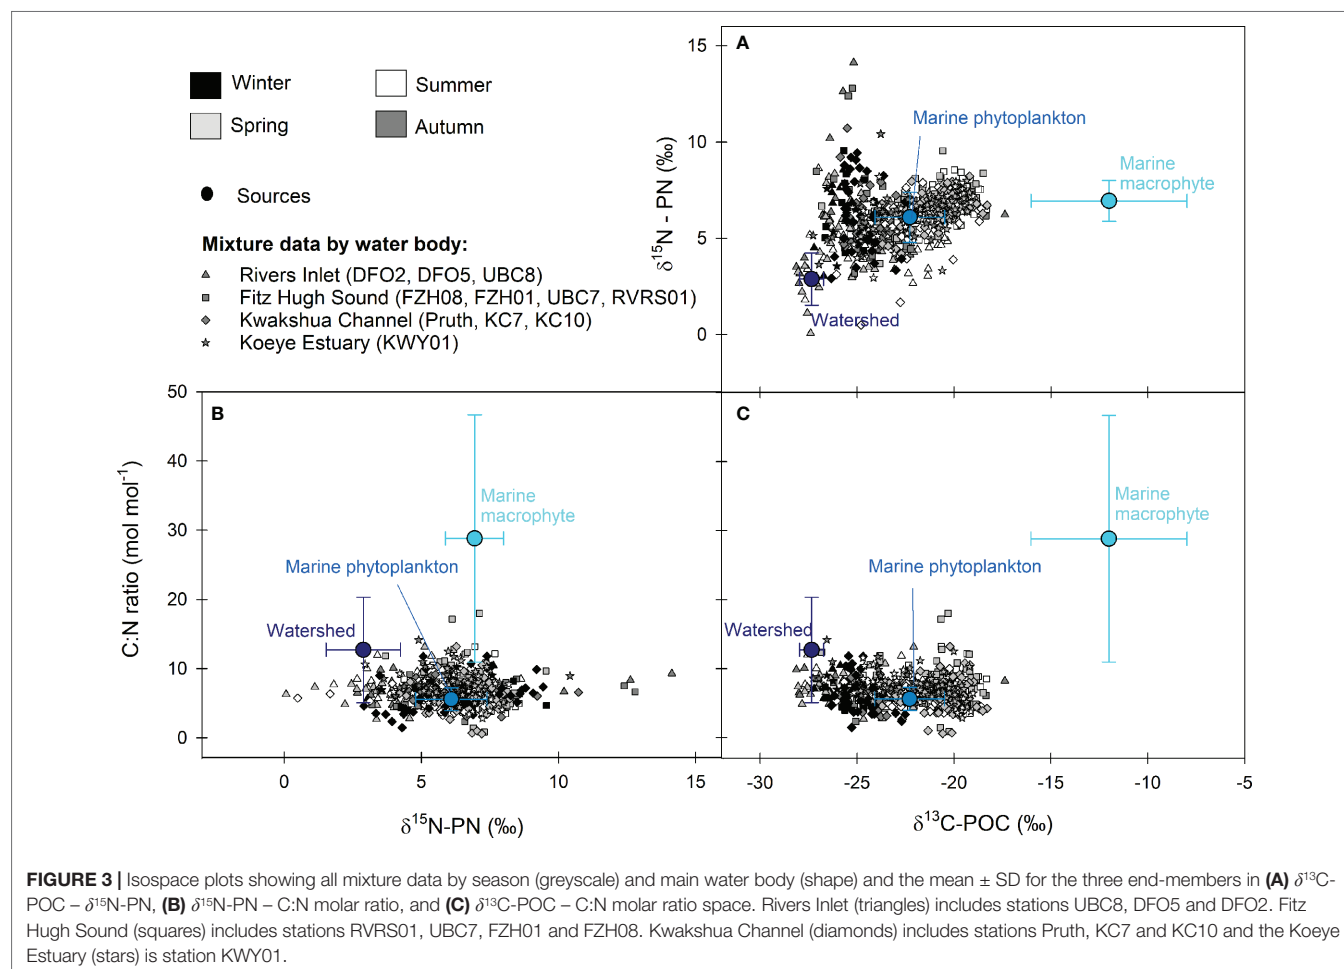 A
Winter
Summer
Spring
Autumn
Sources
Mixture data by water body:
Rivers Inlet (DFO2, DFO5, UBC8)
Fitz Hugh Sound (FZH08, FZH01, UBC7, RVRS01)
Kwakshua Channel (Pruth, KC7, KC10)
Koeye Estuary (KWY01)
15
10
5
0
δ15N - PN (‰)
Marine phytoplankton
Marine
macrophyte
Watershed
B
50
40
30
20
10
0
C:N ratio (mol mol-1)
Marine
macrophyte
Marine phytoplankton
Watershed
0
5
10
15
δ15N-PN (‰)
C
Marine
macrophyte
Marine phytoplankton
Watershed
-30
-25
-20
-15
-10
-5
δ13C-POC (‰)
FIGURE 3 | Isospace plots showing all mixture data by season (greyscale) and main water body (shape) and the mean ± SD for the three end-members in (A) δ13C-
POC – δ15N-PN, (B) δ15N-PN – C:N molar ratio, and (C) δ13C-POC – C:N molar ratio space. Rivers Inlet (triangles) includes stations UBC8, DFO5 and DFO2. Fitz
Hugh Sound (squares) includes stations RVRS01, UBC7, FZH01 and FZH08. Kwakshua Channel (diamonds) includes stations Pruth, KC7 and KC10 and the Koeye
Estuary (stars) is station KWY01.